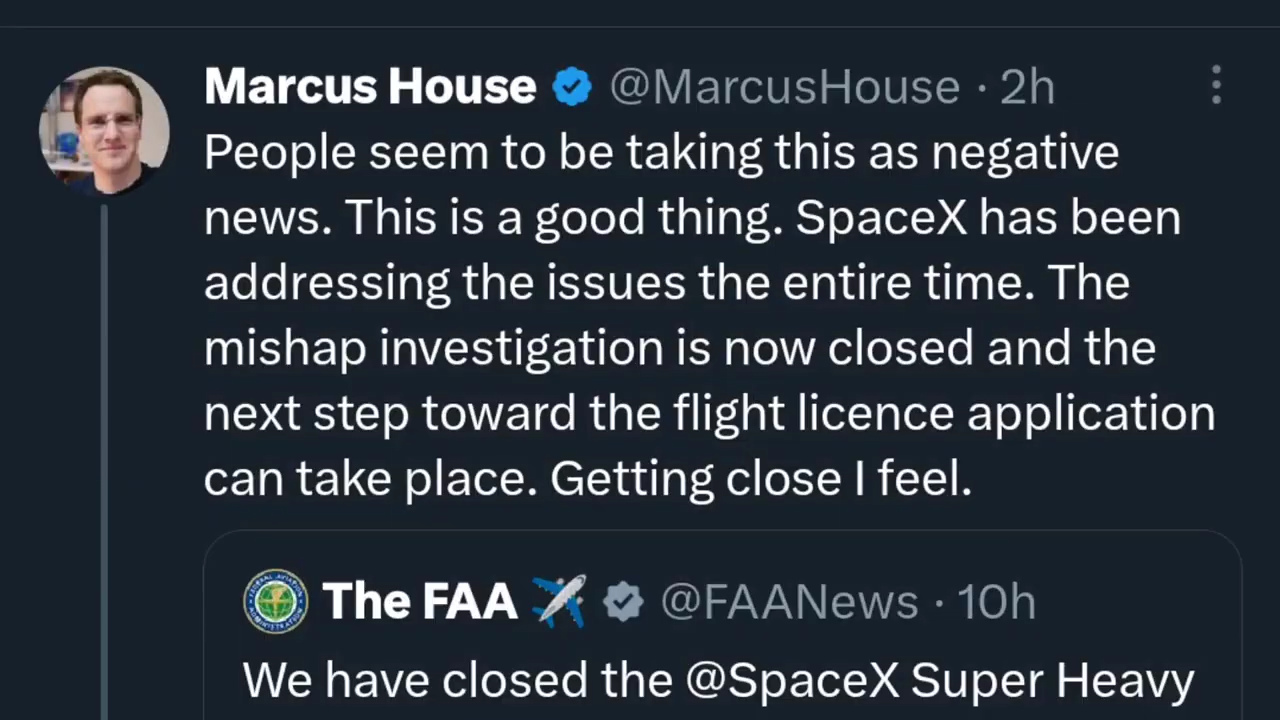 Marcus House @MarcusHouse · 2h
People seem to be taking this as negative
news. This is a good thing. SpaceX has been
addressing the issues the entire time. The
mishap investigation is now closed and the
next step toward the flight licence application
can take place. Getting close I feel.
The FAA ✈️ @FAANews · 10h
We have closed the @SpaceX Super Heavy